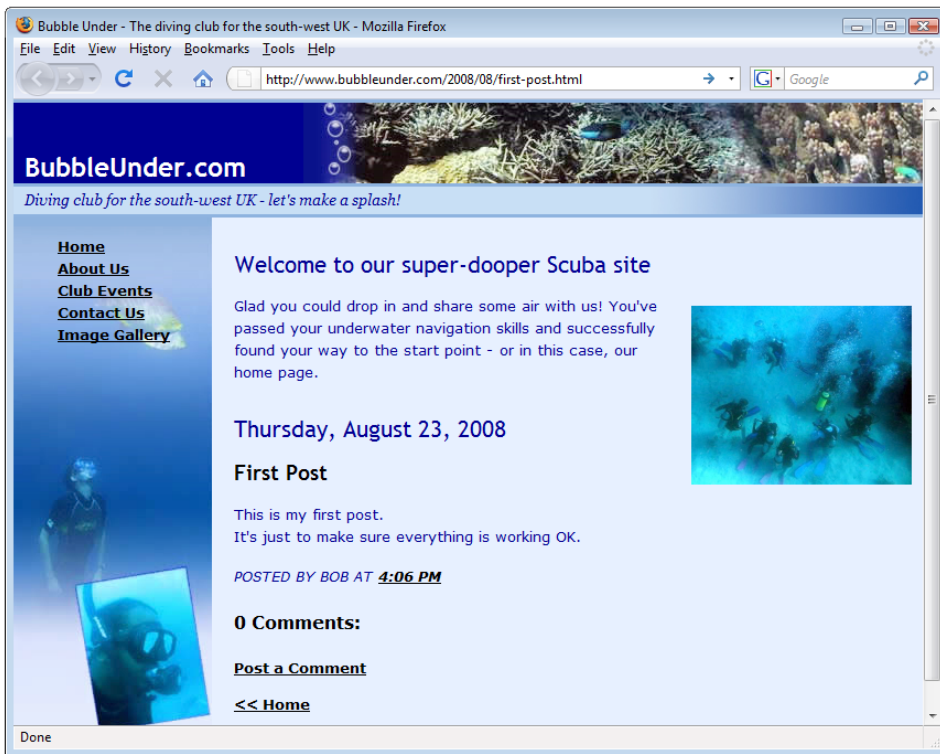 Bubble Under - The diving club for the south-west UK - Mozilla Firefox
File Edit View History Bookmarks Tools Help
http://www.bubbleunder.com/2008/08/first-post.html
G Google
BubbleUnder.com
Diving club for the south-west UK - let's make a splash!
Home
About Us
Club Events
Contact Us
Image Gallery
Welcome to our super-dooper Scuba site
Glad you could drop in and share some air with us! You've
passed your underwater navigation skills and successfully
found your way to the start point - or in this case, our
home page.
Thursday, August 23, 2008
First Post
This is my first post.
It's just to make sure everything is working OK.
POSTED BY BOB AT 4:06 PM
0 Comments:
Post a Comment
<< Home
Done